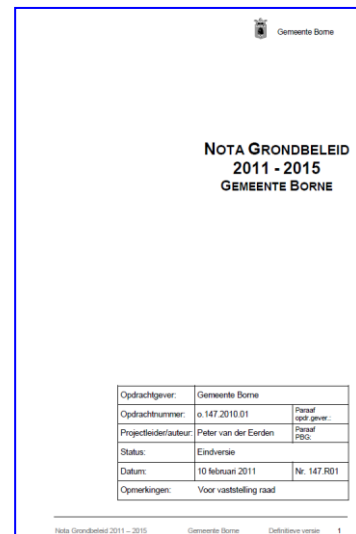 Gemeente Borne
NOTA GRONDBELEID
2011 - 2015
GEMEENTE BORNE
Opdrachtgever: Gemeente Borne
Opdrachtnummer: o.147.2010.01 Paraaf opdr.gever.:
Projectleider/auteur: Peter van der Eerden Paraaf PBG:
Status: Eindversie
Datum: 10 februari 2011 Nr. 147.R01
Opmerkingen: Voor vaststelling raad
Nota Grondbeleid 2011 – 2015 Gemeente Borne Definitieve versie 1